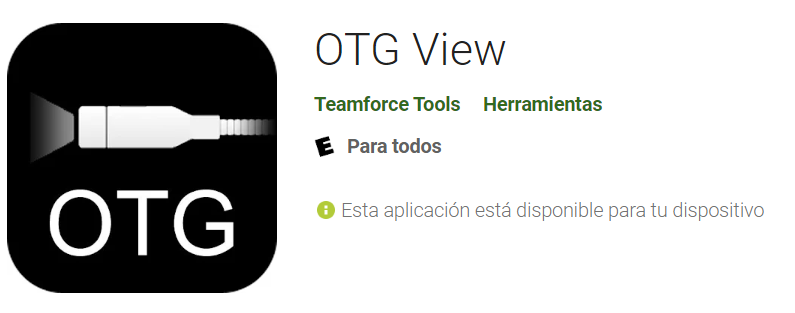 OTG View
Teamforce Tools Herramientas
E Para todos
Esta aplicación está disponible para tu dispositivo
OTG